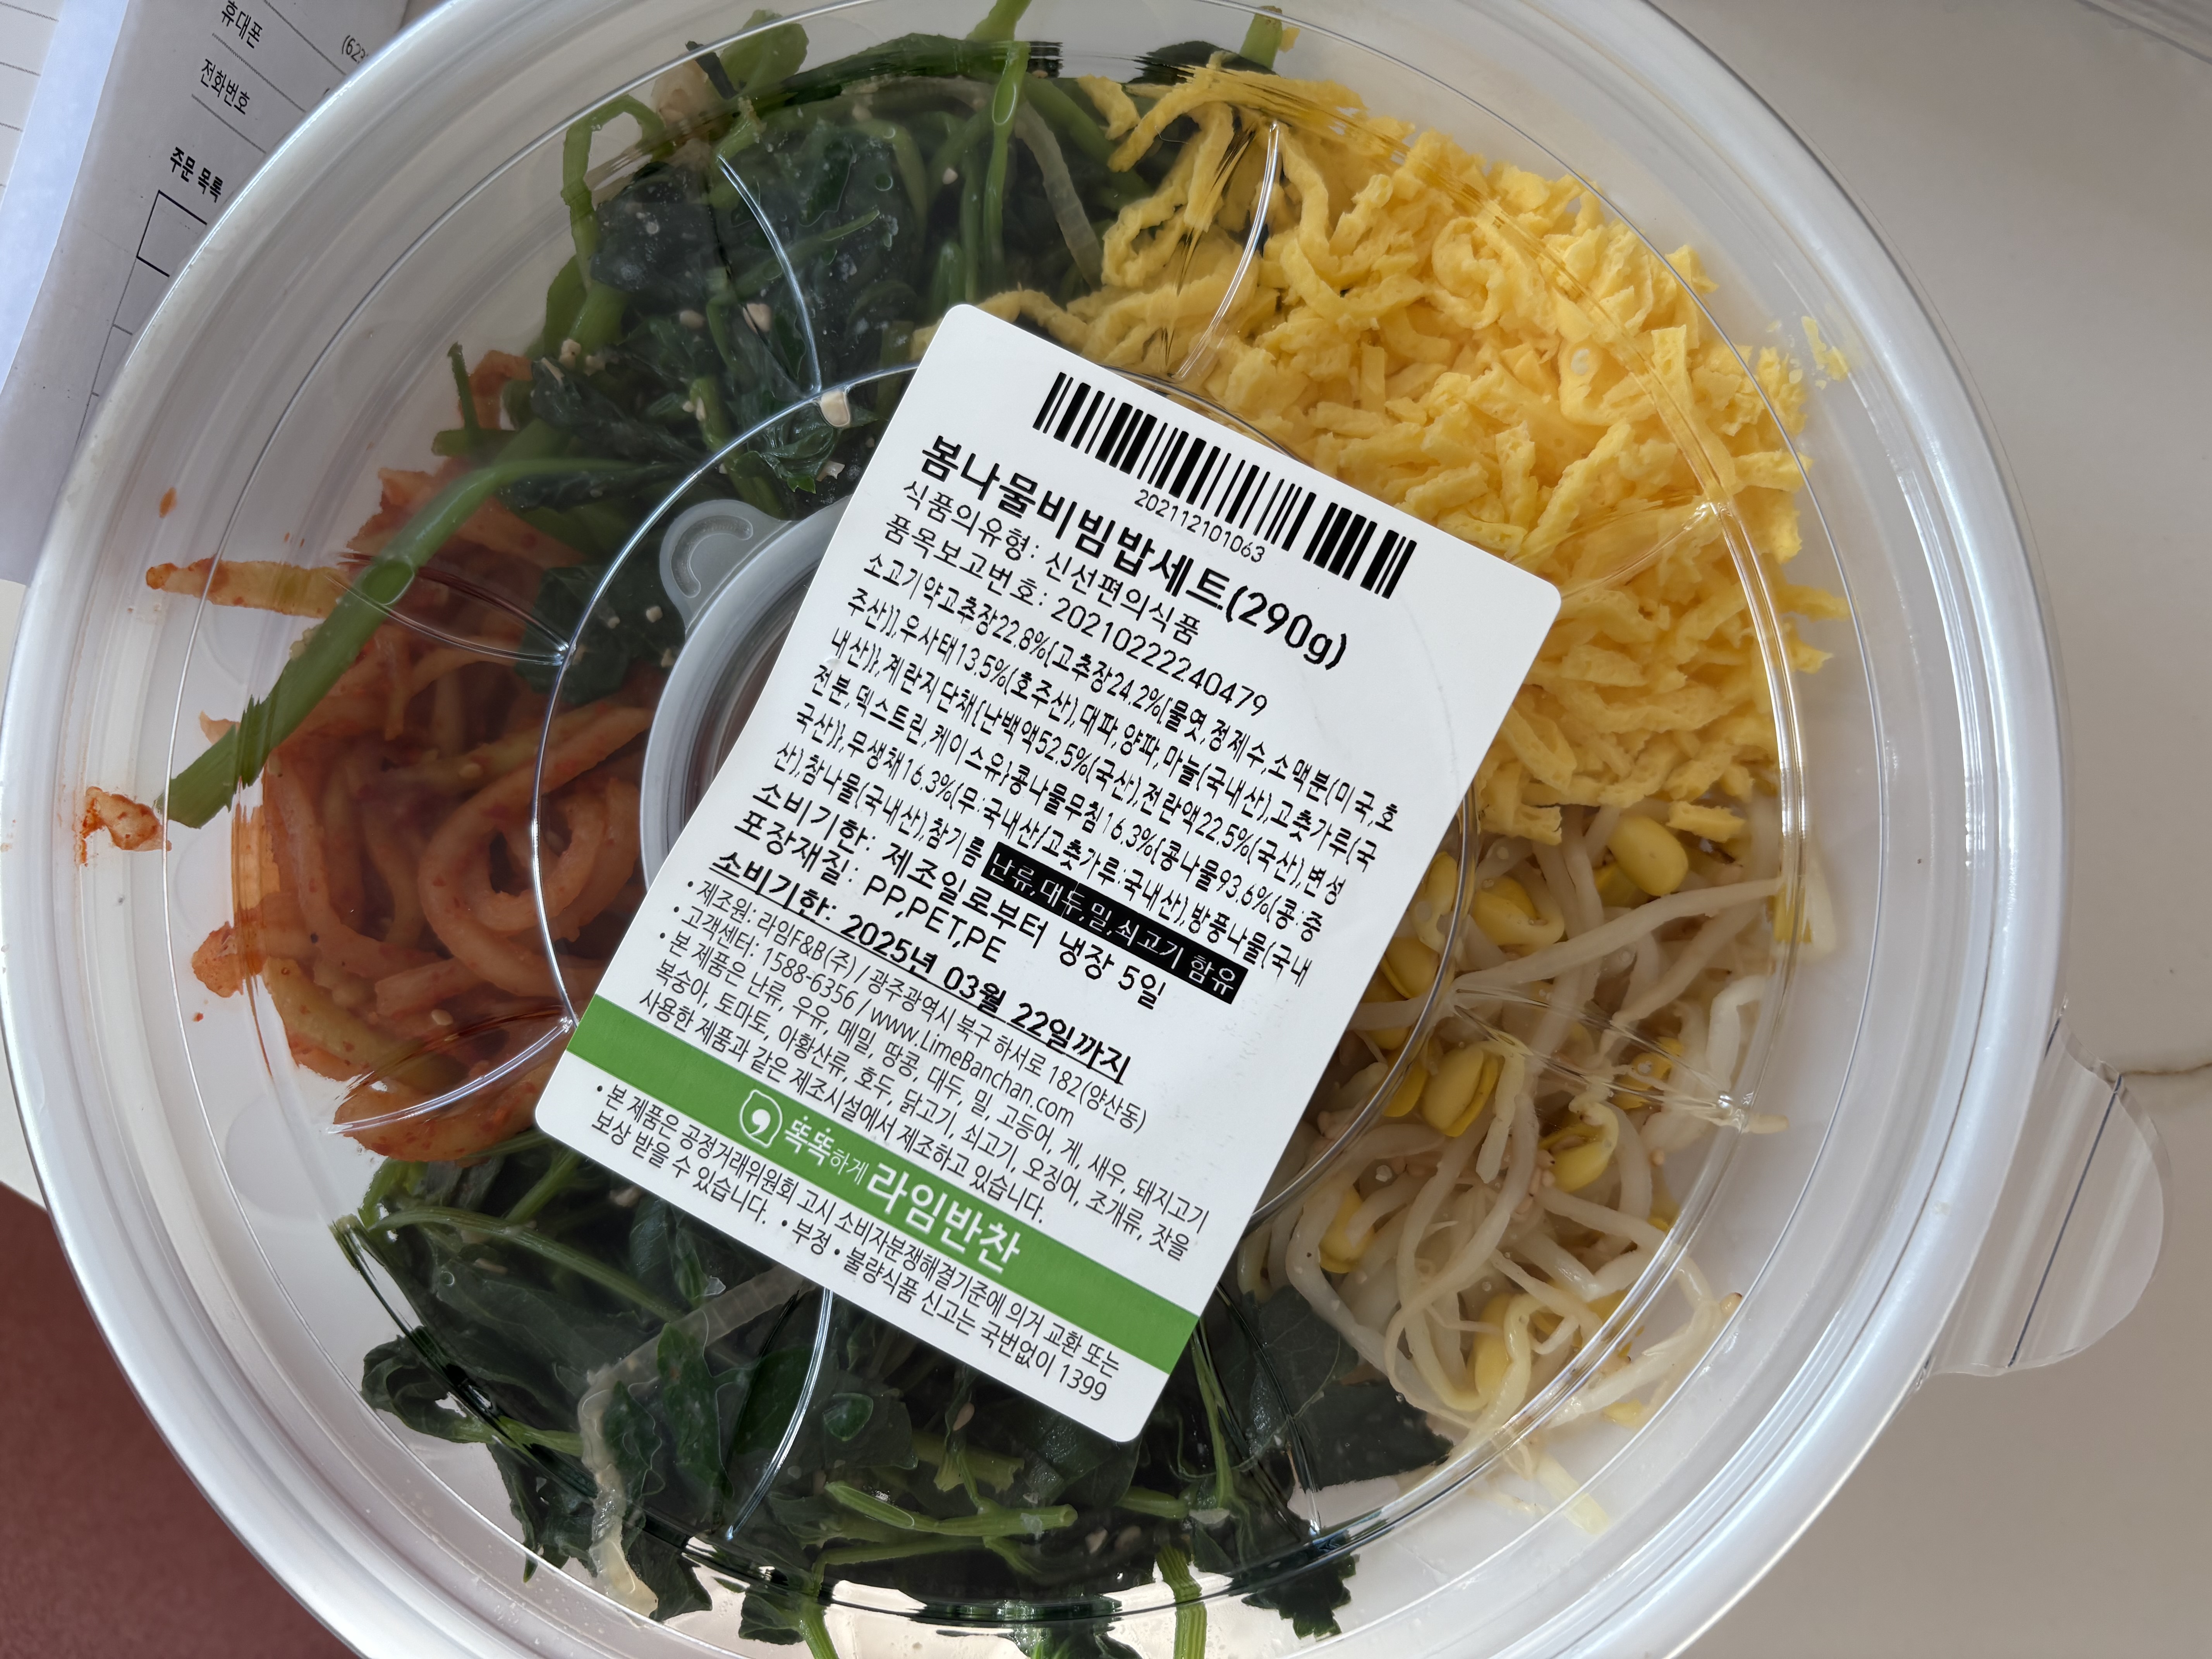 휴대폰
(623
전화번호
주문 목록
202112101063
봄나물비빔밥세트(290g)
식품의유형: 신선편의식품
품목보고번호: 2021022240479
소고기약고추장22.8%{고추장24.2%[물엿,정제수,소맥분(미국,호
주산)],우사태13.5%(호주산),대파,양파,마늘(국내산),고춧가루(국
내산)},계란지단채{난백액52.5%(국산),전란액22.5%(국산),변성
전분,덱스트린,케이스유}콩나물무침16.3%{콩나물93.6%(콩:중
국산)},무생채16.3%(무:국내산/고춧가루:국내산),방풍나물(국내
산),참나물(국내산),참기름 난류,대두,밀,쇠고기 함유
소비기한: 제조일로부터 냉장 5일
포장재질: PP,PET,PE
소비기한: 2025년 03월 22일까지
• 제조원: 라임F&B(주) / 광주광역시 북구 하서로 182(양산동)
• 고객센터: 1588-6356 / www.LimeBanchan.com
• 본 제품은 난류, 우유, 메밀, 땅콩, 대두, 밀, 고등어, 게, 새우, 돼지고기
복숭아, 토마토, 아황산류, 호두, 닭고기, 쇠고기, 오징어, 조개류, 잣을
사용한 제품과 같은 제조시설에서 제조하고 있습니다.
똑똑하게 라임반찬
• 본 제품은 공정거래위원회 고시 소비자분쟁해결기준에 의거 교환 또는
보상 받을 수 있습니다. • 부정 • 불량식품 신고는 국번없이 1399